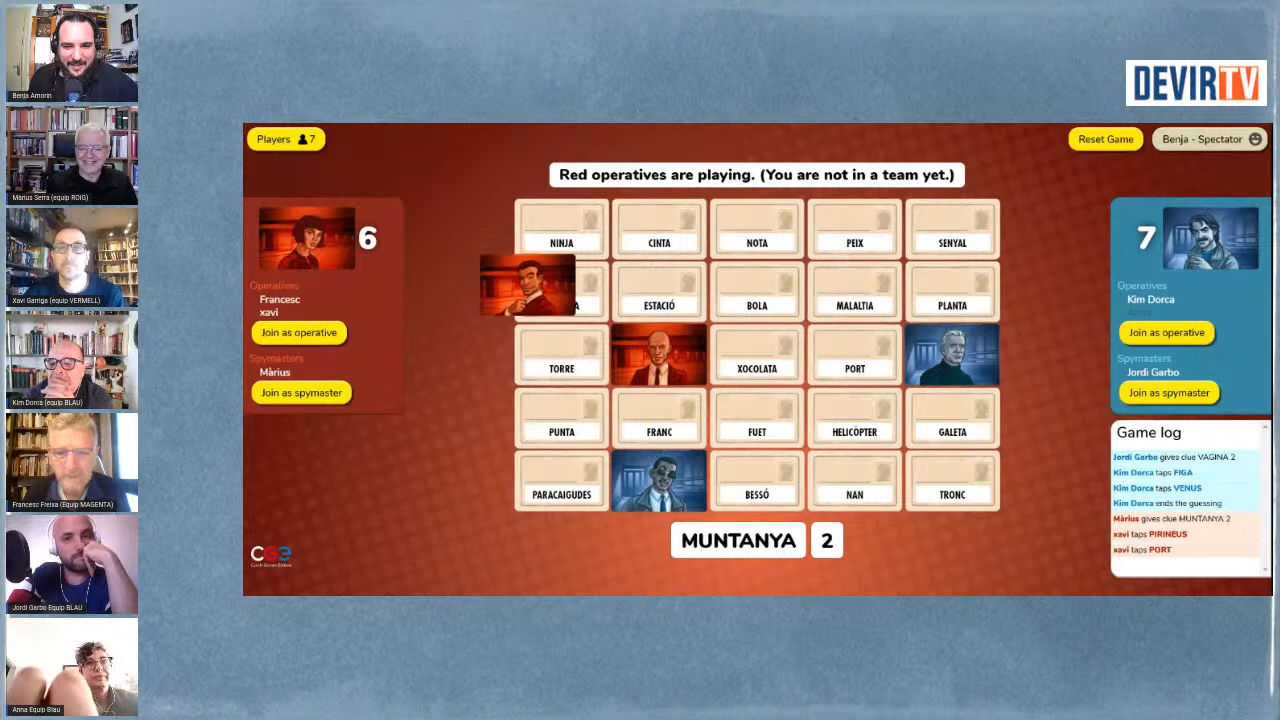 DEVIRTV
Benja Amorin
Màrius Serra (equip ROIG)
Xavi Garriga (equip VERMELL)
Kim Dorca (equip BLAU)
Francesc Freixa (Equip MAGENTA)
Jordi Garbo Equip BLAU
Anna Equip Blau
Players 7
Reset Game
Benja - Spectator
Red operatives are playing. (You are not in a team yet.)
6
Operatives
Francesc
xavi
Join as operative
Spymasters
Màrius
Join as spymaster
NINJA CINTA NOTA PEIX SENYAL
A ESTACIÓ BOLA MALALTIA PLANTA
TORRE XOCOLATA PORT
PUNTA FRANC FUET HELICÒPTER GALETA
PARACAIGUDES BESSÓ NAN TRONC
MUNTANYA 2
CGE
Czech Games Edition
7
Operatives
Kim Dorca
Join as operative
Spymasters
Jordi Garbo
Join as spymaster
Game log
Jordi Garbo gives clue VAGINA 2
Kim Dorca taps FIGA
Kim Dorca taps VENUS
Kim Dorca ends the guessing
Màrius gives clue MUNTANYA 2
xavi taps PIRINEUS
xavi taps PORT